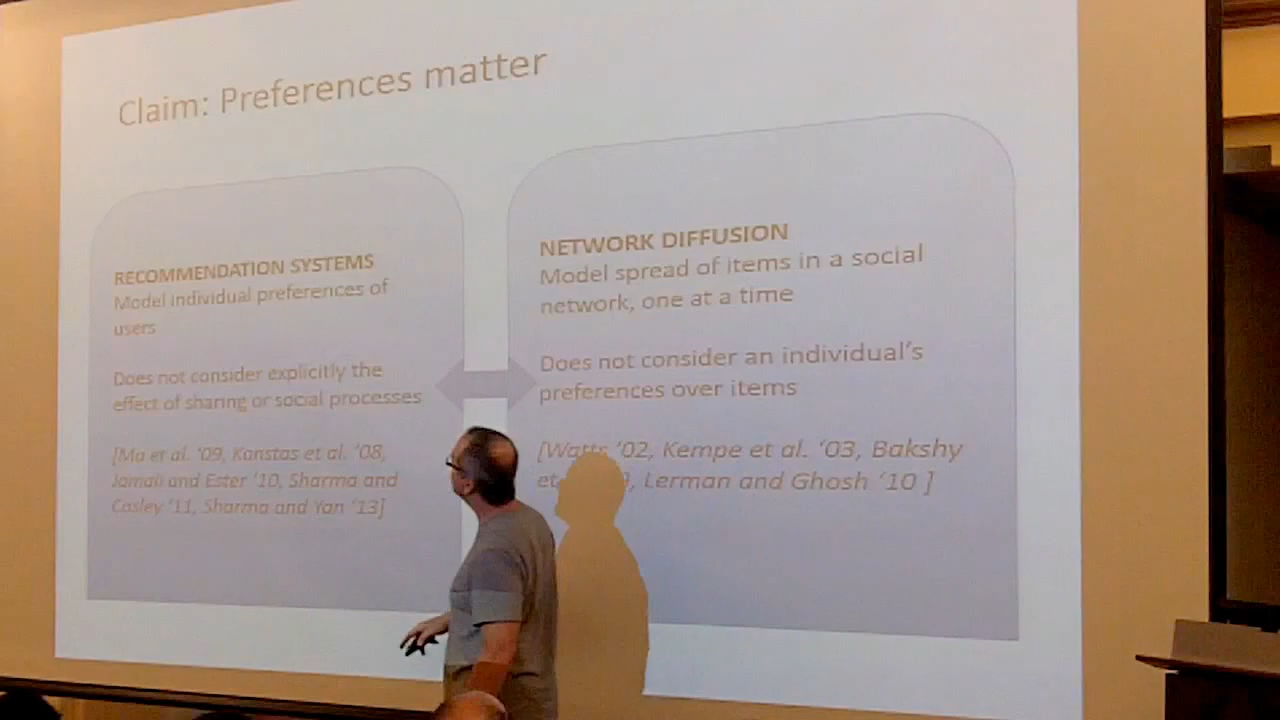 Claim: Preferences matter
RECOMMENDATION SYSTEMS
Model individual preferences of
users
Does not consider explicitly the
effect of sharing or social processes
[Ma et al. ‘09, Konstas et al. ‘08,
Jamali and Ester ‘10, Sharma and
Cosley ‘11, Sharma and Yan ‘13]
NETWORK DIFFUSION
Model spread of items in a social
network, one at a time
Does not consider an individual’s
preferences over items
[Watts ‘02, Kempe et al. ‘03, Bakshy
et Lerman and Ghosh ‘10 ]